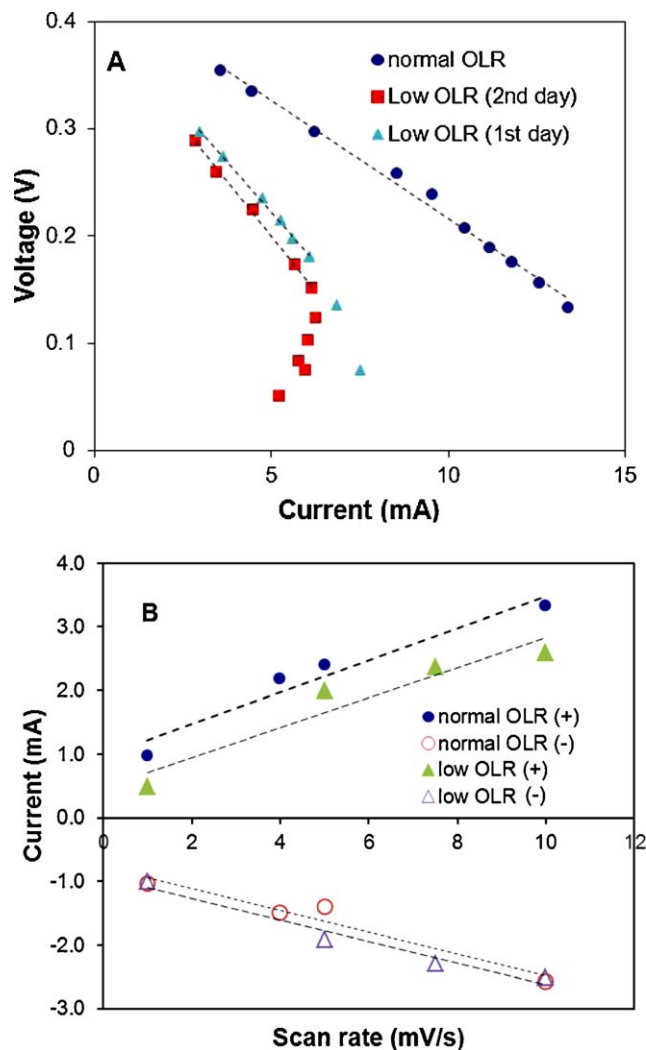 0.4
A
normal OLR
Low OLR (2nd day)
Low OLR (1st day)
0.3
Voltage (V)
0.2
0.1
0
0 5 10 15
Current (mA)
4.0
B
3.0
2.0
normal OLR (+)
normal OLR (-)
low OLR (+)
low OLR (-)
1.0
Current (mA)
0.0
0 2 4 6 8 10 12
-1.0
-2.0
-3.0
Scan rate (mV/s)